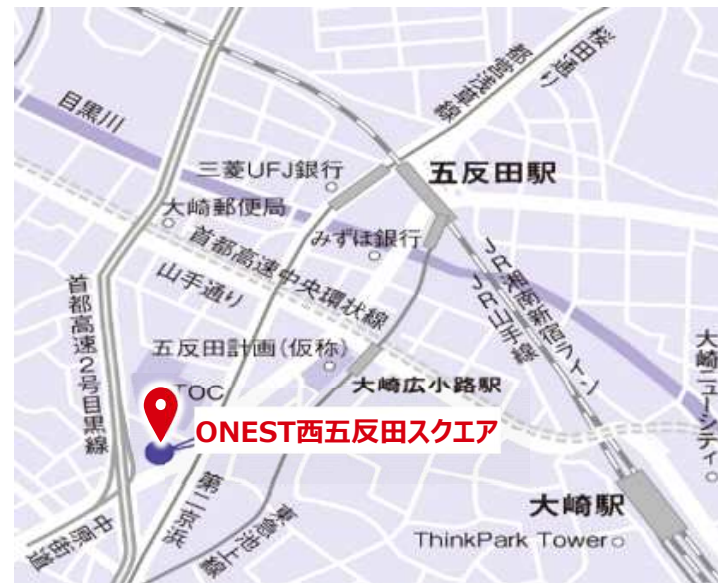 桜田通り
都営浅草線
目黒川
三菱UFJ銀行
五反田駅
大崎郵便局
みずほ銀行
首都高速中央環状線
山手通り
JR湘南新宿ライン
JR山手線
首都高速2号目黒線
五反田計画(仮称)
大崎広小路駅
大崎ニューシティ
TOC
ONEST西五反田スクエア
第二京浜
東急池上線
中原街道
大崎駅
ThinkPark Tower